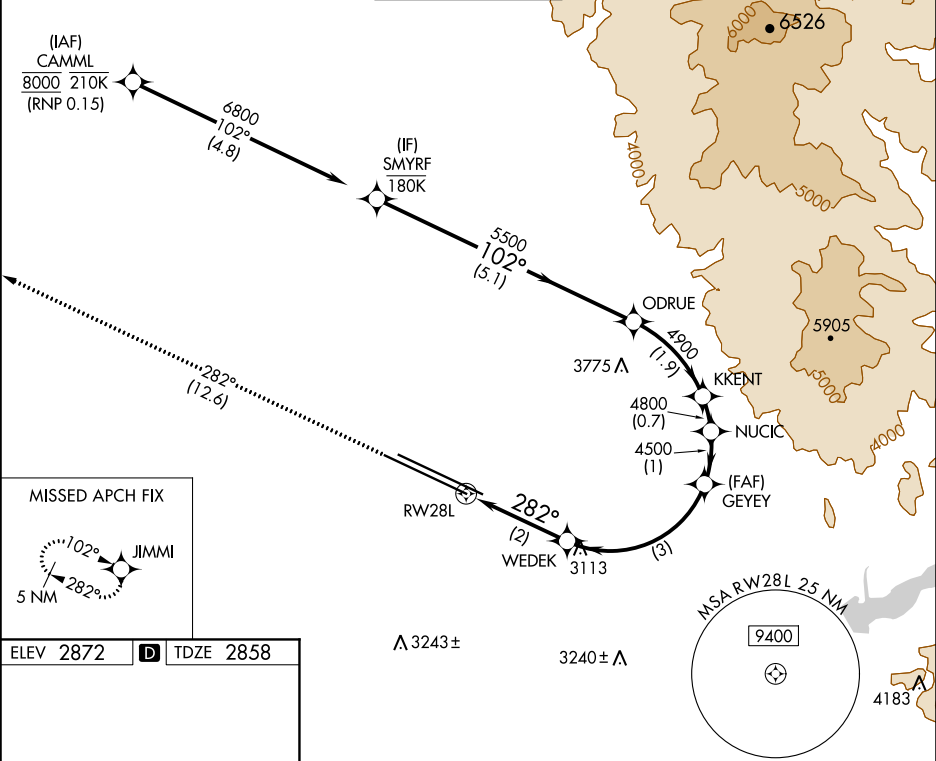 6000
6526
(IAF)
CAMML
8000 210K
(RNP 0.15)
6800
102°
(4.8)
(IF)
SMYRF
180K
4000
5000
5500
102°
(5.1)
ODRUE
4900
(1.9)
3775
5905
5000
KKENT
4800
(0.7)
NUCIC
4500
(1)
4000
282°
(12.6)
(FAF)
GEYEY
RW28L
282°
(2)
WEDEK
(3)
3113
MISSED APCH FIX
102°
JIMMI
282°
5 NM
MSA RW28L 25 NM
9400
3243±
3240±
4183
ELEV 2872 D TDZE 2858